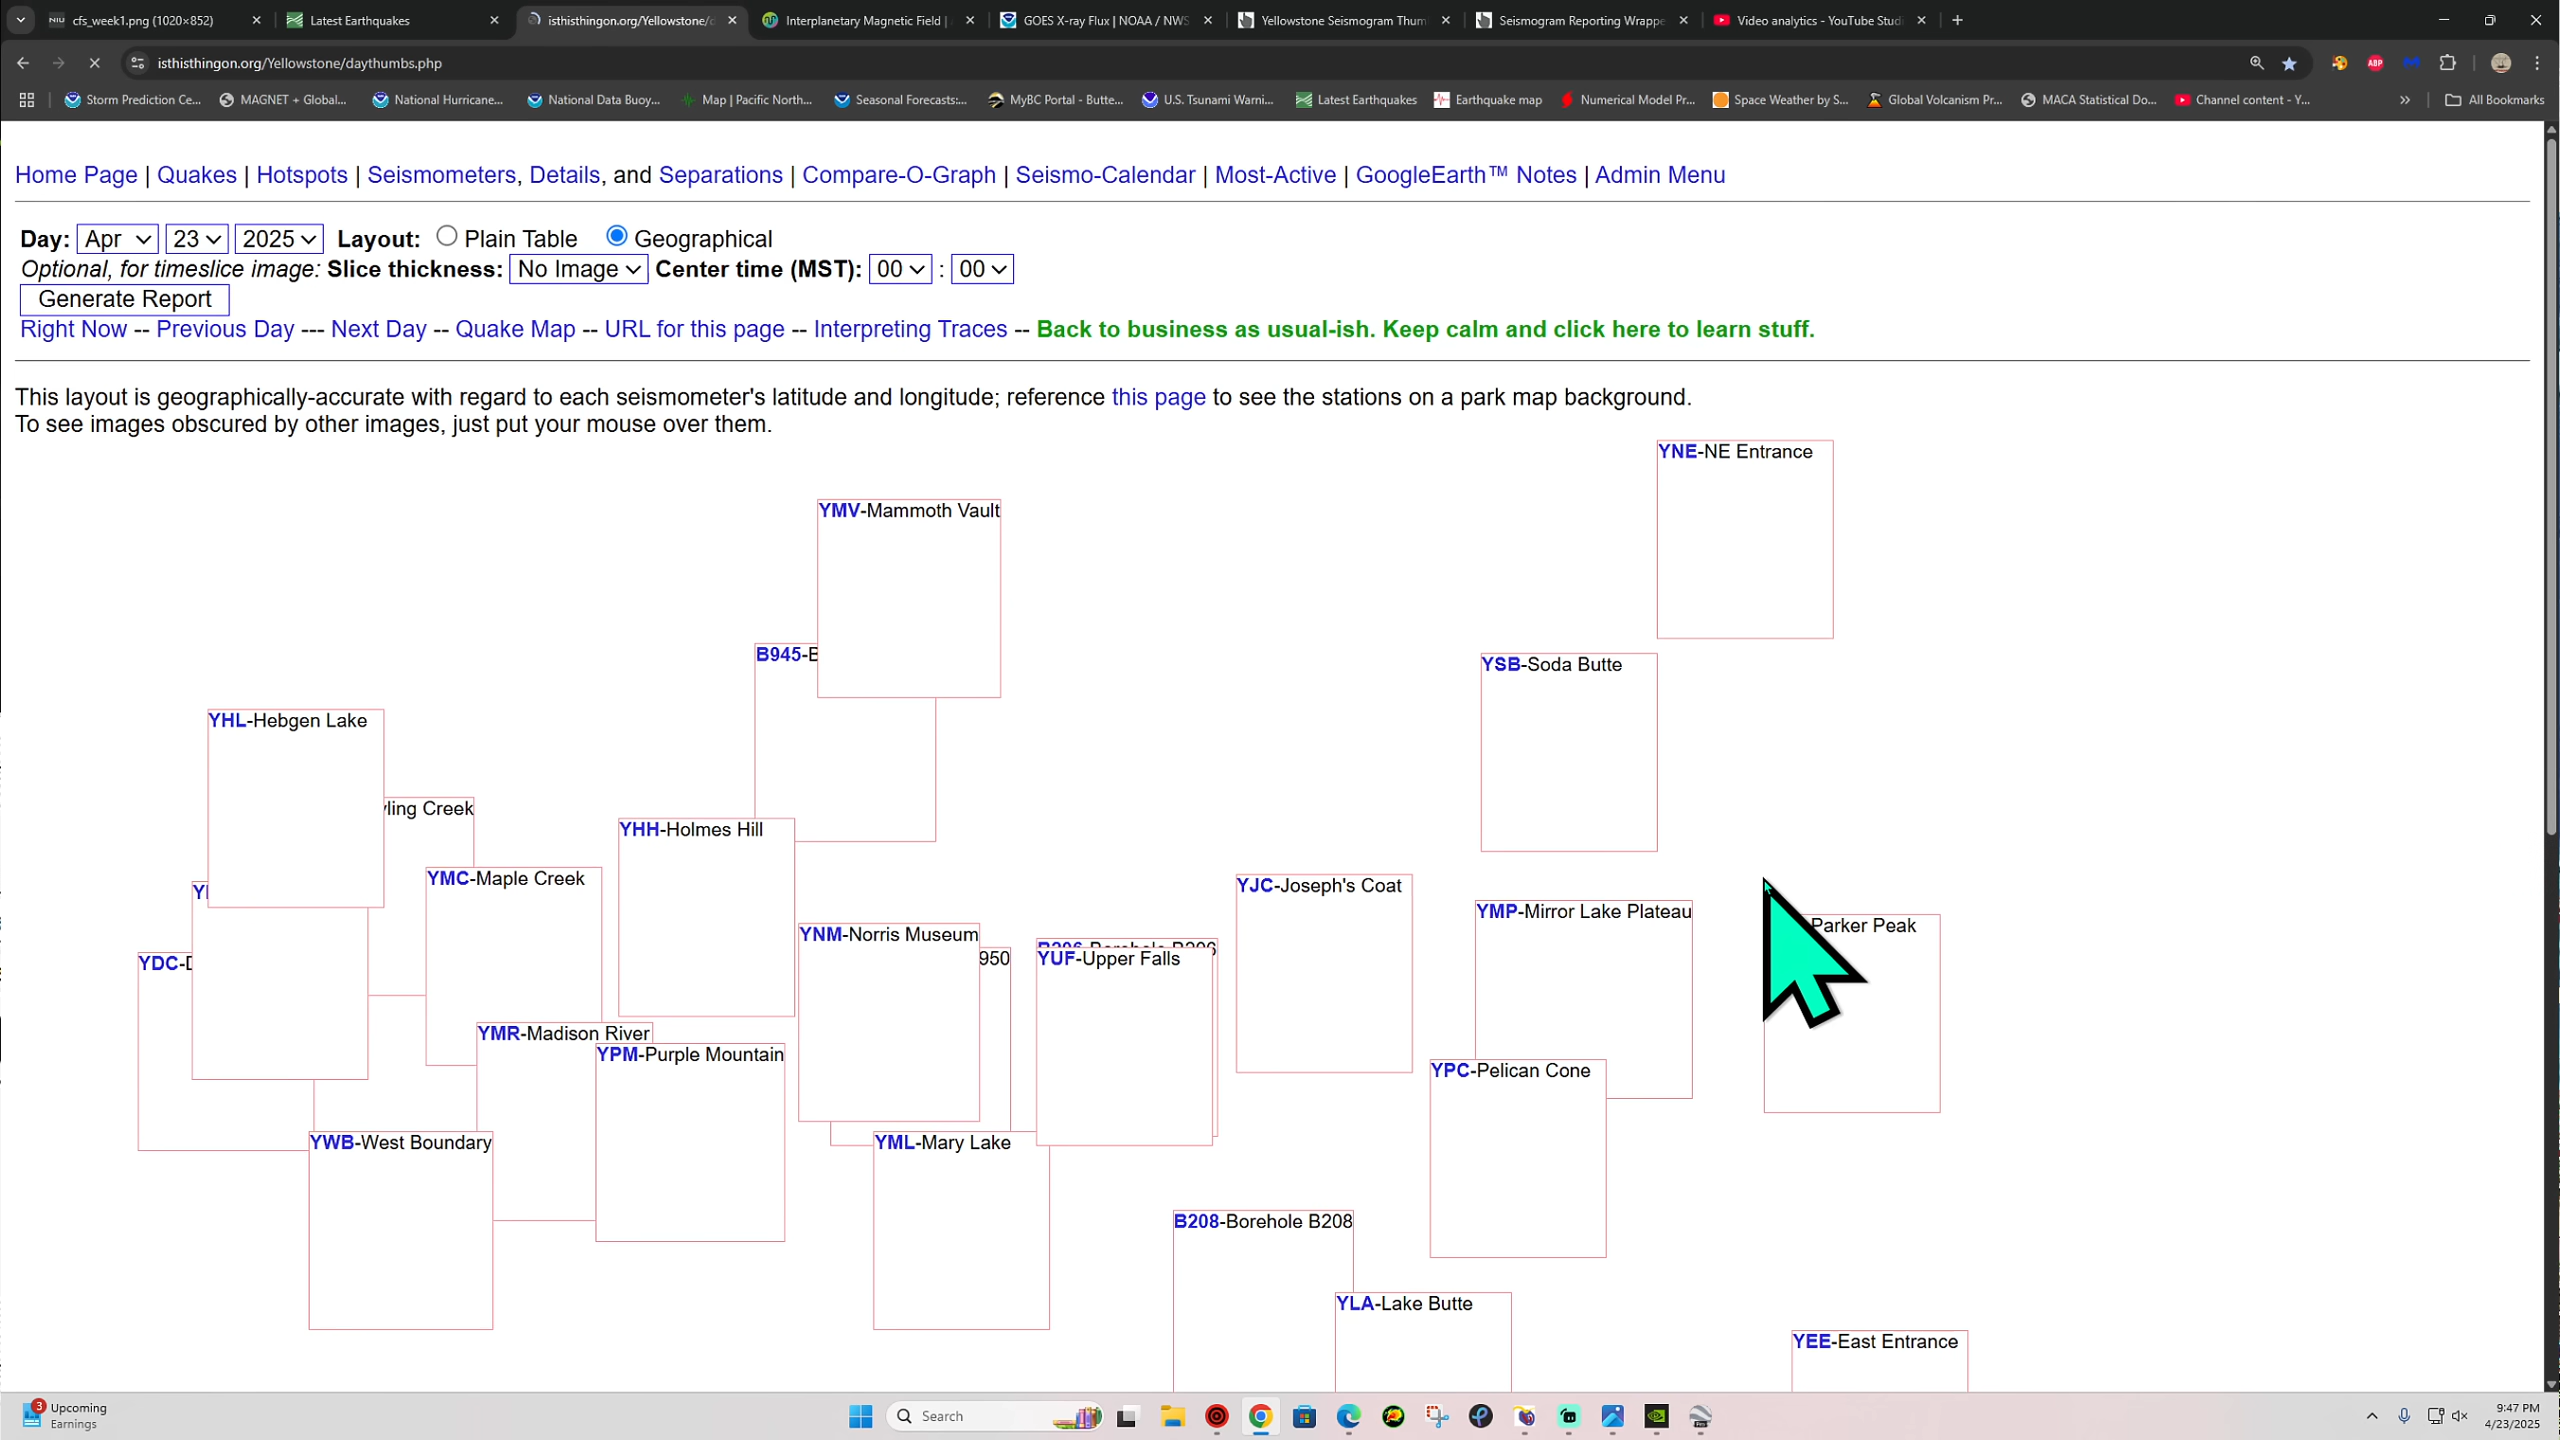 cfs_week1.png (1020×852)
Latest Earthquakes
isthisthingon.org/Yellowstone/d
Interplanetary Magnetic Field |
GOES X-ray Flux | NOAA / NWS
Yellowstone Seismogram Thum
Seismogram Reporting Wrappe
Video analytics - YouTube Studi
isthisthingon.org/Yellowstone/daythumbs.php
ABP
Storm Prediction Ce...
MAGNET + Global...
National Hurricane...
National Data Buoy...
Map | Pacific North...
Seasonal Forecasts:...
MyBC Portal - Butte...
U.S. Tsunami Warni...
Latest Earthquakes
Earthquake map
Numerical Model Pr...
Space Weather by S...
Global Volcanism Pr...
MACA Statistical Do...
Channel content - Y...
All Bookmarks
Home Page | Quakes | Hotspots | Seismometers, Details, and Separations | Compare-O-Graph | Seismo-Calendar | Most-Active | GoogleEarth™ Notes | Admin Menu
Day: Apr 23 2025 Layout: Plain Table Geographical
Optional, for timeslice image: Slice thickness: No Image Center time (MST): 00 : 00
Generate Report
Right Now -- Previous Day --- Next Day -- Quake Map -- URL for this page -- Interpreting Traces -- Back to business as usual-ish. Keep calm and click here to learn stuff.
This layout is geographically-accurate with regard to each seismometer's latitude and longitude; reference this page to see the stations on a park map background.
To see images obscured by other images, just put your mouse over them.
YNE-NE Entrance
YMV-Mammoth Vault
B945-B
YSB-Soda Butte
YHL-Hebgen Lake
ling Creek
YHH-Holmes Hill
YMC-Maple Creek
YJC-Joseph's Coat
YMP-Mirror Lake Plateau
Parker Peak
YNM-Norris Museum
950
B206-Borehole B206
YUF-Upper Falls
YDC-D
YMR-Madison River
YPM-Purple Mountain
YPC-Pelican Cone
YWB-West Boundary
YML-Mary Lake
B208-Borehole B208
YLA-Lake Butte
YEE-East Entrance
3
Upcoming
Earnings
Search
9:47 PM
4/23/2025